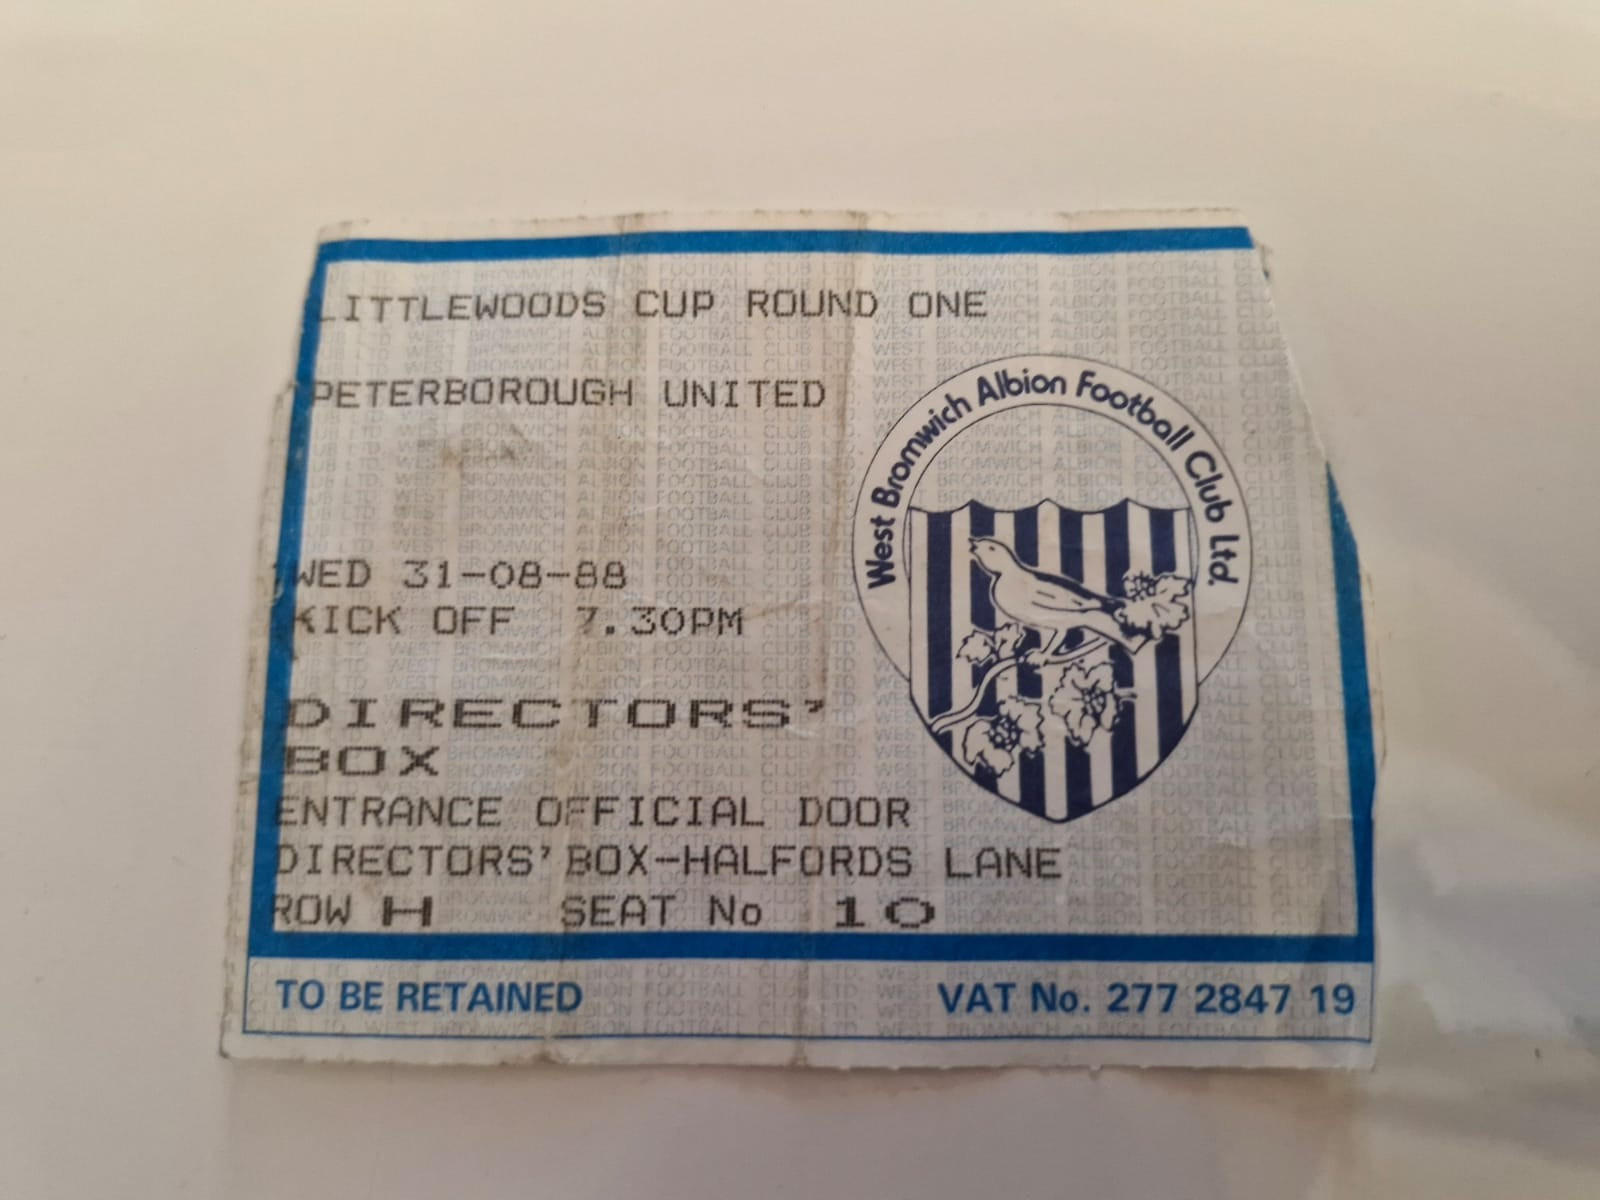 LITTLEWOODS CUP ROUND ONE
PETERBOROUGH UNITED
West Bromwich Albion Football Club Ltd.
WED 31-08-88
KICK OFF 7.30PM
DIRECTORS'
BOX
ENTRANCE OFFICIAL DOOR
DIRECTORS' BOX-HALFORDS LANE
ROW H SEAT No 10
TO BE RETAINED VAT No. 277 2847 19